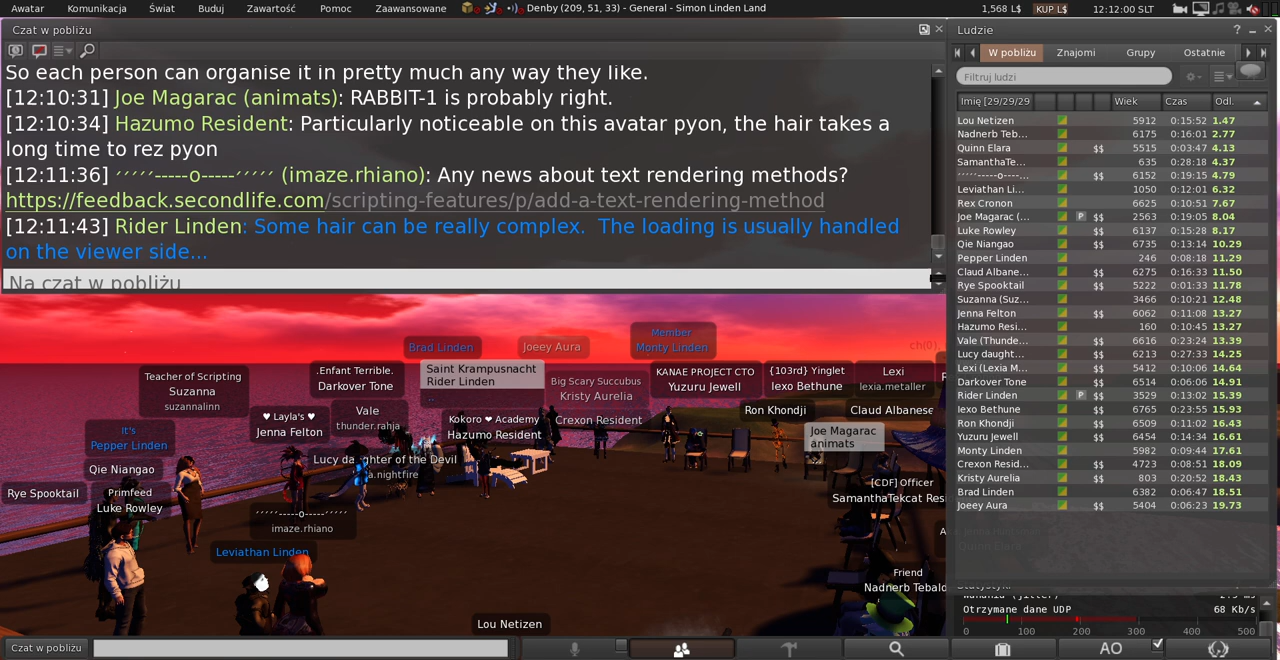 Awatar Komunikacja Świat Buduj Zawartość Pomoc Zaawansowane Denby (209, 51, 33) - General - Simon Linden Land 1,568 L$ KUP L$ 12:12:00 SLT
Czat w pobliżu
So each person can organise it in pretty much any way they like.
[12:10:31] Joe Magarac (animats): RABBIT-1 is probably right.
[12:10:34] Hazumo Resident: Particularly noticeable on this avatar pyon, the hair takes a
long time to rez pyon
[12:11:36] ՛՛՛՛՛-----o-----՛՛՛՛՛ (imaze.rhiano): Any news about text rendering methods?
https://feedback.secondlife.com/scripting-features/p/add-a-text-rendering-method
[12:11:43] Rider Linden: Some hair can be really complex.  The loading is usually handled
on the viewer side...
Na czat w pobliżu
Brad Linden
Joeey Aura
Member
Monty Linden
Teacher of Scripting
Suzanna
suzannalinn
.Enfant Terrible.
Darkover Tone
Saint Krampusnacht
Rider Linden
Big Scary Succubus
Kristy Aurelia
KANAE PROJECT CTO
Yuzuru Jewell
{103rd} Yinglet
Iexo Bethune
Lexi
lexia.metaller
♥ Layla's ♥
Jenna Felton
Vale
thunder.rahja
Kokoro ❤ Academy
Hazumo Resident
Crexon Resident
Ron Khondji
Claud Albanese
Joe Magarac
animats
It's
Pepper Linden
Qie Niangao
Lucy daughter of the Devil
a.nightfire
Rye Spooktail
Primfeed
Luke Rowley
՛՛՛՛՛-----o-----՛՛՛՛՛
imaze.rhiano
[CDF] Officer
SamanthaTekcat Resi
Leviathan Linden
Friend
Nadnerb Tebald
Lou Netizen
Czat w pobliżu
Ludzie
W pobliżu Znajomi Grupy Ostatnie
Filtruj ludzi
Imię [29/29/29 Wiek Czas Odl.
Lou Netizen 5912 0:15:52 1.47
Nadnerb Teb... 6175 0:16:01 2.77
Quinn Elara $$ 5515 0:03:47 4.13
SamanthaTe... 635 0:28:18 4.37
՛՛՛՛՛-----o----... $$ 6152 0:19:15 4.79
Leviathan Li... 1050 0:12:01 6.32
Rex Cronon 6625 0:10:51 7.67
Joe Magarac (... P $$ 2563 0:19:05 8.04
Luke Rowley $$ 6137 0:15:28 8.17
Qie Niangao $$ 6735 0:13:14 10.29
Pepper Linden 246 0:08:18 11.29
Claud Albane... $$ 6275 0:16:33 11.50
Rye Spooktail $$ 5222 0:01:33 11.78
Suzanna (Suz... 3466 0:10:21 12.48
Jenna Felton $$ 6062 0:11:08 13.27
Hazumo Resi... 160 0:10:45 13.27
Vale (Thunde... $$ 6616 0:23:24 13.39
Lucy daught... $$ 6213 0:27:33 14.25
Lexi (Lexia M... $$ 5412 0:10:06 14.64
Darkover Tone $$ 6514 0:06:06 14.91
Rider Linden P $$ 3529 0:13:02 15.39
Iexo Bethune $$ 6765 0:23:55 15.93
Ron Khondji $$ 6509 0:11:02 16.43
Yuzuru Jewell $$ 6454 0:14:34 16.61
Monty Linden 5982 0:09:44 17.61
Crexon Resid... $$ 4723 0:08:51 18.09
Kristy Aurelia $$ 803 0:20:52 18.43
Brad Linden 6382 0:06:47 18.51
Joeey Aura $$ 5404 0:06:23 19.73
Otrzymane dane UDP 68 Kb/s
0 100 200 300 400 500
AO